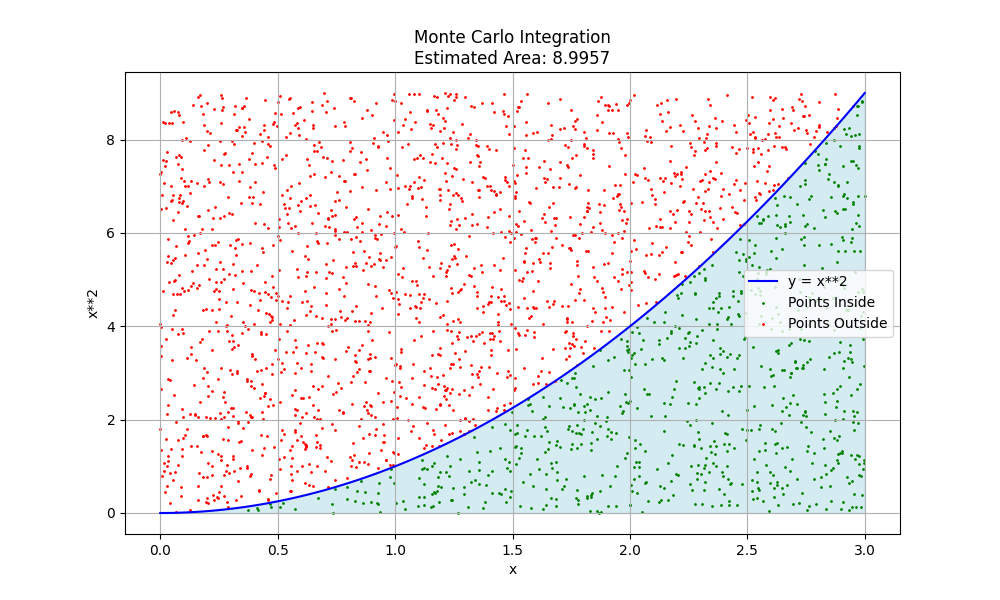 Monte Carlo Integration
Estimated Area: 8.9957
x**2
8
6
4
2
0
y = x**2
Points Inside
Points Outside
0.0 0.5 1.0 1.5 2.0 2.5 3.0
x